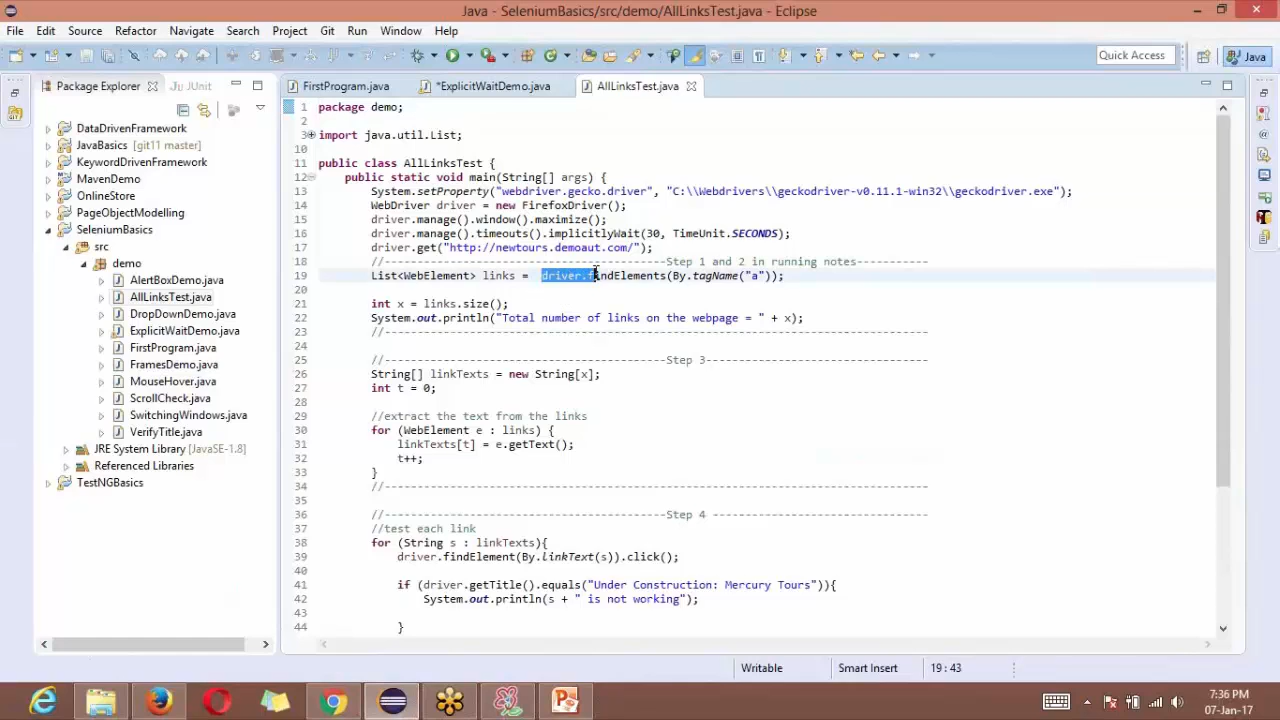 Java - SeleniumBasics/src/demo/AllLinksTest.java - Eclipse
File Edit Source Refactor Navigate Search Project Git Run Window Help
Quick Access
Java
Package Explorer
JUnit
FirstProgram.java
*ExplicitWaitDemo.java
AllLinksTest.java
DataDrivenFramework
JavaBasics [git11 master]
KeywordDrivenFramework
MavenDemo
OnlineStore
PageObjectModelling
SeleniumBasics
src
demo
AlertBoxDemo.java
AllLinksTest.java
DropDownDemo.java
ExplicitWaitDemo.java
FirstProgram.java
FramesDemo.java
MouseHover.java
ScrollCheck.java
SwitchingWindows.java
VerifyTitle.java
JRE System Library [JavaSE-1.8]
Referenced Libraries
TestNGBasics
1 package demo;
2
3 import java.util.List;
10
11 public class AllLinksTest {
12 public static void main(String[] args) {
13 System.setProperty("webdriver.gecko.driver", "C:\\Webdrivers\\geckodriver-v0.11.1-win32\\geckodriver.exe");
14 WebDriver driver = new FirefoxDriver();
15 driver.manage().window().maximize();
16 driver.manage().timeouts().implicitlyWait(30, TimeUnit.SECONDS);
17 driver.get("http://newtours.demoaut.com/");
18 //---------------------------------------Step 1 and 2 in running notes-----------
19 List<WebElement> links =  driver.findElements(By.tagName("a"));
20
21 int x = links.size();
22 System.out.println("Total number of links on the webpage = " + x);
23 //-----------------------------------------------------------------------------------
24
25 //---------------------------------------Step 3----------------------------------
26 String[] linkTexts = new String[x];
27 int t = 0;
28
29 //extract the text from the links
30 for (WebElement e : links) {
31 linkTexts[t] = e.getText();
32 t++;
33 }
34 //-----------------------------------------------------------------------------------
35
36 //---------------------------------------Step 4 ----------------------------------
37 //test each link
38 for (String s : linkTexts){
39 driver.findElement(By.linkText(s)).click();
40
41 if (driver.getTitle().equals("Under Construction: Mercury Tours")){
42 System.out.println(s + " is not working");
43
44 }
Writable
Smart Insert
19 : 43
7:36 PM
07-Jan-17